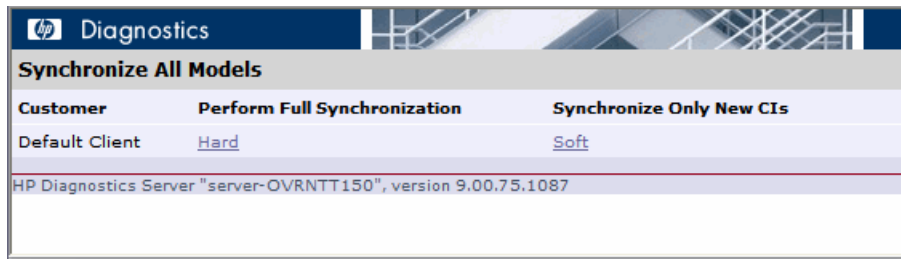 hp Diagnostics
Synchronize All Models
Customer Perform Full Synchronization Synchronize Only New CIs
Default Client Hard Soft
HP Diagnostics Server "server-OVRNTT150", version 9.00.75.1087